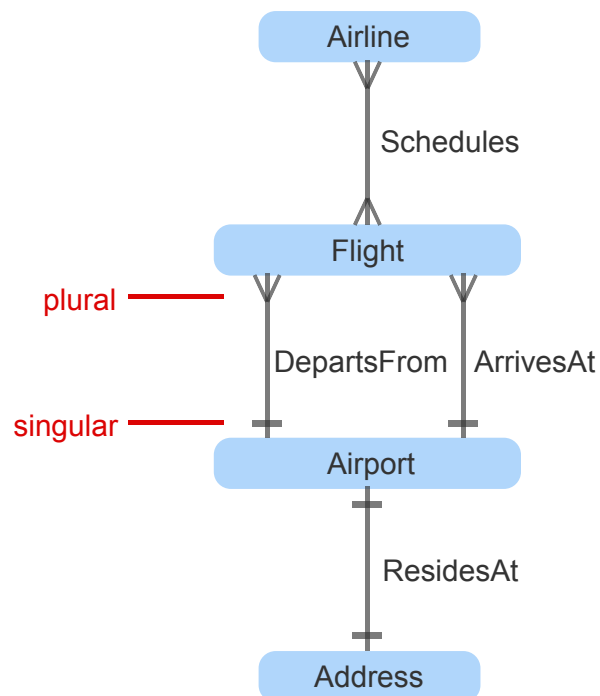 Airline
Schedules
Flight
plural
DepartsFrom
ArrivesAt
singular
Airport
ResidesAt
Address